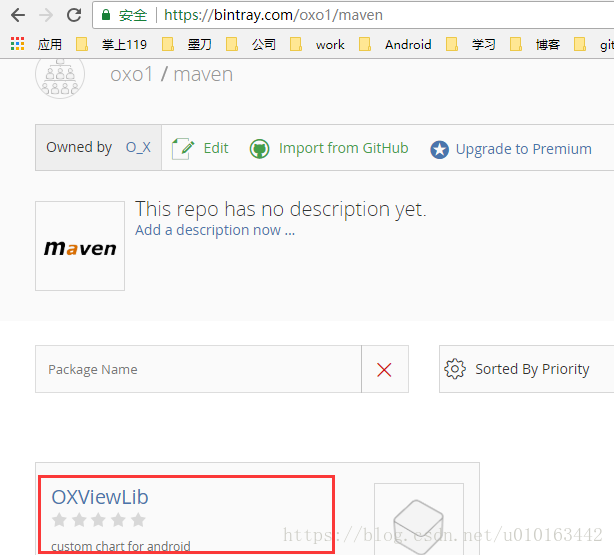 安全 https://bintray.com/oxo1/maven
应用 掌上119 墨刀 公司 work Android 学习 博客 git
oxo1 / maven
Owned by O_X Edit Import from GitHub Upgrade to Premium
This repo has no description yet.
Add a description now ...
maven
Package Name Sorted By Priority
OXViewLib
custom chart for android
https://blog.csdn.net/u010163442